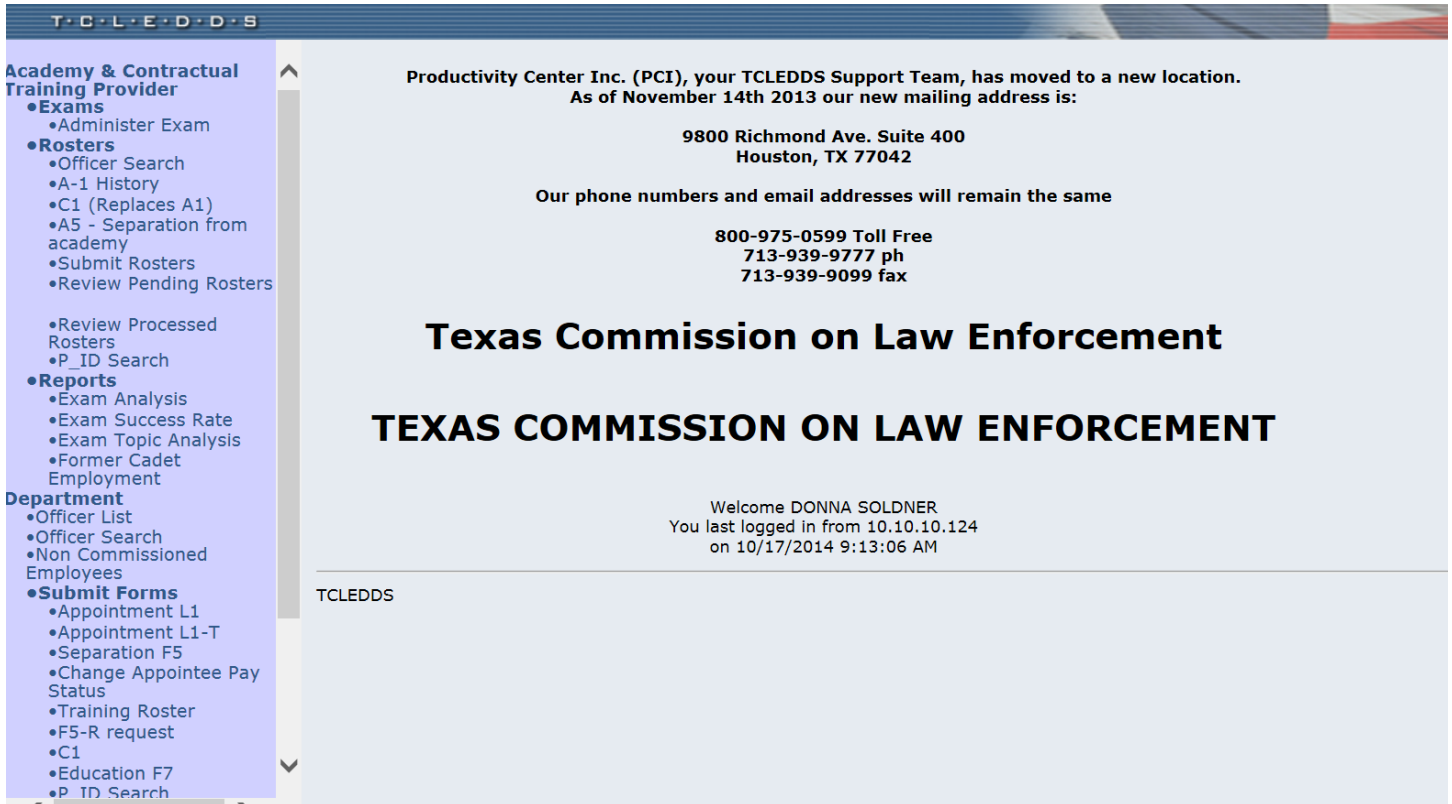 T·C·L·E·D·D·S
Academy & Contractual
Training Provider
•Exams
•Administer Exam
•Rosters
•Officer Search
•A-1 History
•C1 (Replaces A1)
•A5 - Separation from
academy
•Submit Rosters
•Review Pending Rosters
•Review Processed
Rosters
•P_ID Search
•Reports
•Exam Analysis
•Exam Success Rate
•Exam Topic Analysis
•Former Cadet
Employment
Department
•Officer List
•Officer Search
•Non Commissioned
Employees
•Submit Forms
•Appointment L1
•Appointment L1-T
•Separation F5
•Change Appointee Pay
Status
•Training Roster
•F5-R request
•C1
•Education F7
•P_ID Search
Productivity Center Inc. (PCI), your TCLEDDS Support Team, has moved to a new location.
As of November 14th 2013 our new mailing address is:
9800 Richmond Ave. Suite 400
Houston, TX 77042
Our phone numbers and email addresses will remain the same
800-975-0599 Toll Free
713-939-9777 ph
713-939-9099 fax
Texas Commission on Law Enforcement
TEXAS COMMISSION ON LAW ENFORCEMENT
Welcome DONNA SOLDNER
You last logged in from 10.10.10.124
on 10/17/2014 9:13:06 AM
TCLEDDS